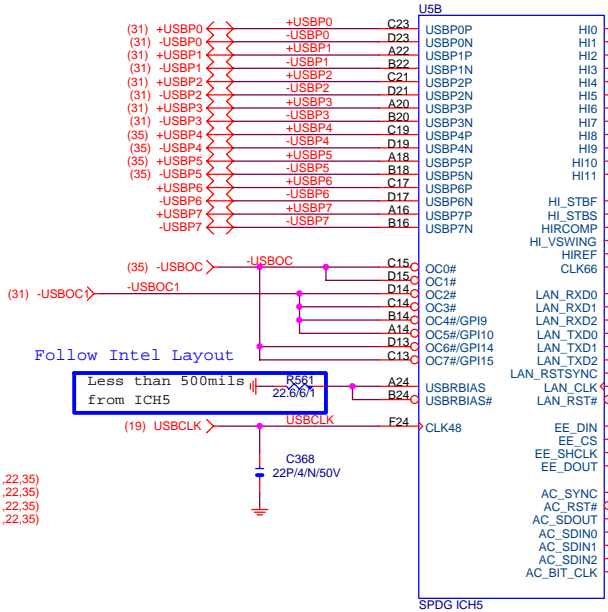 U5B
(31) +USBP0 +USBP0 C23 USBP0P HI0
(31) -USBP0 -USBP0 D23 USBP0N HI1
(31) +USBP1 +USBP1 A22 USBP1P HI2
(31) -USBP1 -USBP1 B22 USBP1N HI3
(31) +USBP2 +USBP2 C21 USBP2P HI4
(31) -USBP2 -USBP2 D21 USBP2N HI5
(31) +USBP3 +USBP3 A20 USBP3P HI6
(31) -USBP3 -USBP3 B20 USBP3N HI7
(35) +USBP4 +USBP4 C19 USBP4P HI8
(35) -USBP4 -USBP4 D19 USBP4N HI9
(35) +USBP5 +USBP5 A18 USBP5P HI10
(35) -USBP5 -USBP5 B18 USBP5N HI11
+USBP6 +USBP6 C17 USBP6P
-USBP6 -USBP6 D17 USBP6N HI_STBF
+USBP7 +USBP7 A16 USBP7P HI_STBS
-USBP7 -USBP7 B16 USBP7N HIRCOMP
HI_VSWING
HIREF
(35) -USBOC -USBOC C15 OC0# CLK66
D15 OC1#
(31) -USBOC1 -USBOC1 D14 OC2# LAN_RXD0
C14 OC3# LAN_RXD1
B14 OC4#/GPI9 LAN_RXD2
A14 OC5#/GPI10 LAN_TXD0
D13 OC6#/GPI14 LAN_TXD1
Follow Intel Layout C13 OC7#/GPI15 LAN_TXD2
LAN_RSTSYNC
Less than 500mils R561 A24 USBRBIAS LAN_CLK
from ICH5 22.6/6/1 B24 USBRBIAS# LAN_RST#
(19) USBCLK USBCLK F24 CLK48 EE_DIN
EE_CS
EE_SHCLK
C368 EE_DOUT
22P/4/N/50V
,22,35) AC_SYNC
,22,35) AC_RST#
,22,35) AC_SDOUT
,22,35) AC_SDIN0
AC_SDIN1
AC_SDIN2
AC_BIT_CLK
SPDG ICH5